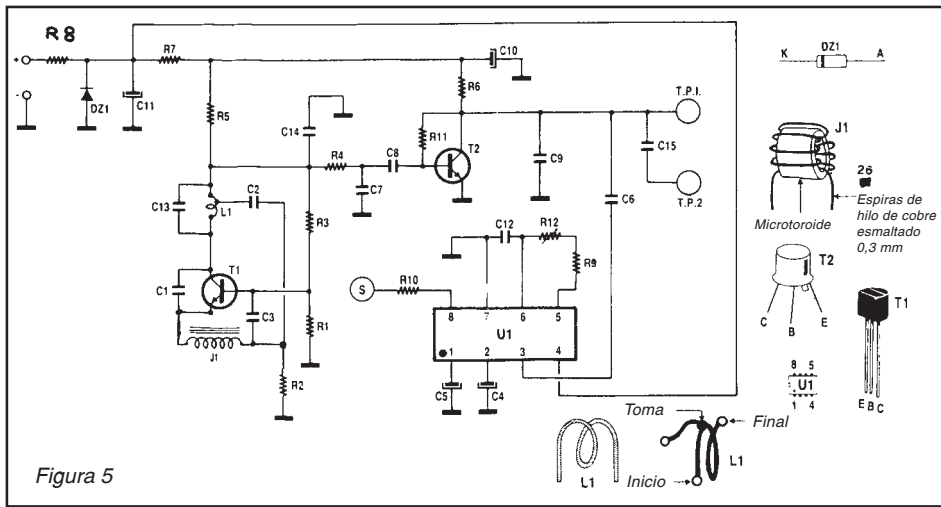 R8
+
-
DZ1
C11
R7
R5
C14
C10
R6
R11
T2
T.P.1.
C15
T.P.2
C9
C6
R4
C8
C7
C13
L1
C2
R3
T1
C1
C3
R1
J1
R2
S
R10
C12
R12
R9
8 7 6 5
U1
1 2 3 4
C5
C4
K DZ1 A
J1
26
Espiras de
hilo de cobre
esmaltado
0,3 mm
Microtoroide
T2
C B E
T1
E B C
8 5
U1
1 4
Toma
Final
L1
Inicio
L1
Figura 5